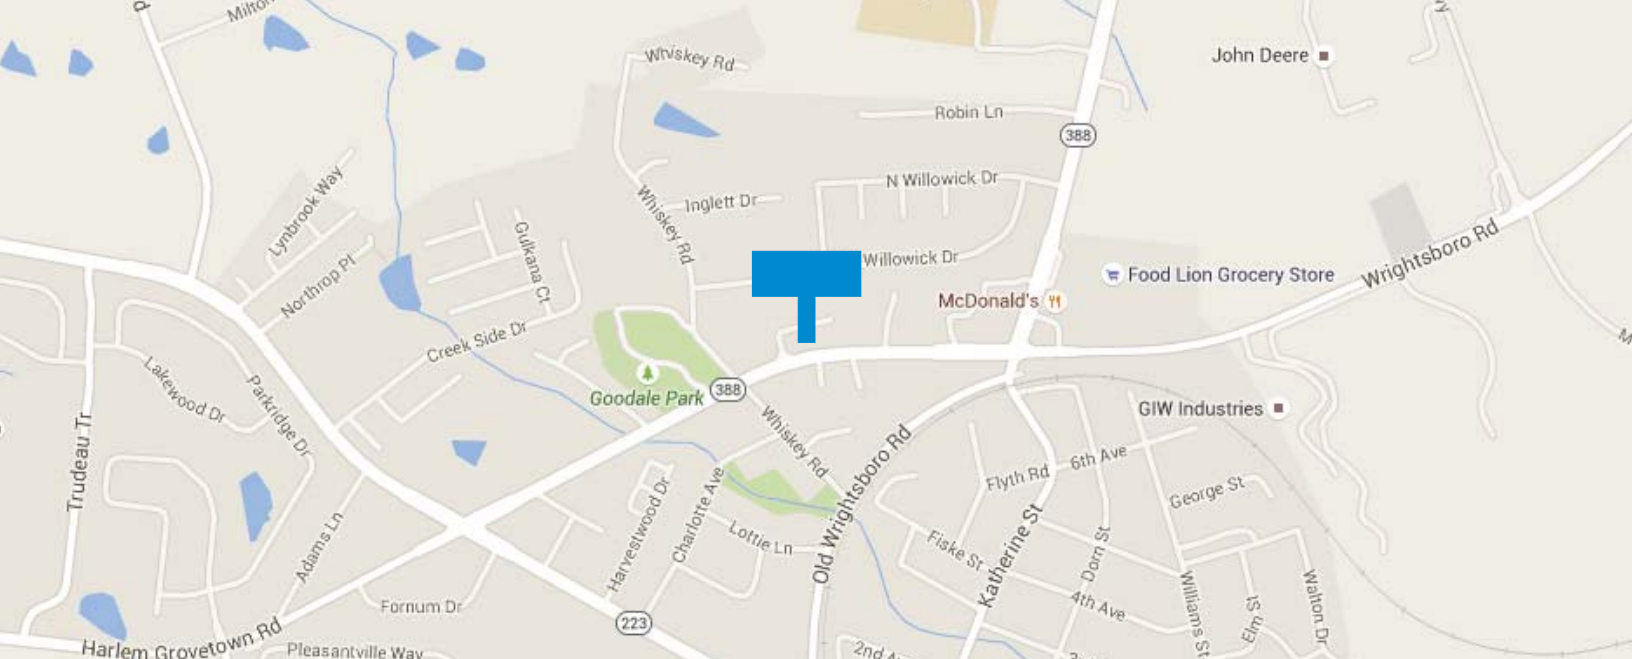 d
Milton
Whiskey Rd
John Deere
Robin Ln
388
N Willowick Dr
Lynbrook Way
Inglett Dr
Whiskey Rd
Gulkana Ct
Willowick Dr
Wrightsboro Rd
Northrop Pl
Food Lion Grocery Store
McDonald's
Creek Side Dr
Goodale Park
388
GIW Industries
Lakewood Dr
Parkridge Dr
Whiskey Rd
Trudeau Tr
Flyth Rd
6th Ave
George St
Old Wrightsboro Rd
Charlotte Ave
Harvestwood Dr
Lottie Ln
Fiske St
Katherine St
Dorn St
Adams Ln
Fornum Dr
4th Ave
Williams St
Elm St
Walton Dr
223
Harlem Grovetown Rd
Pleasantville Way
2nd A